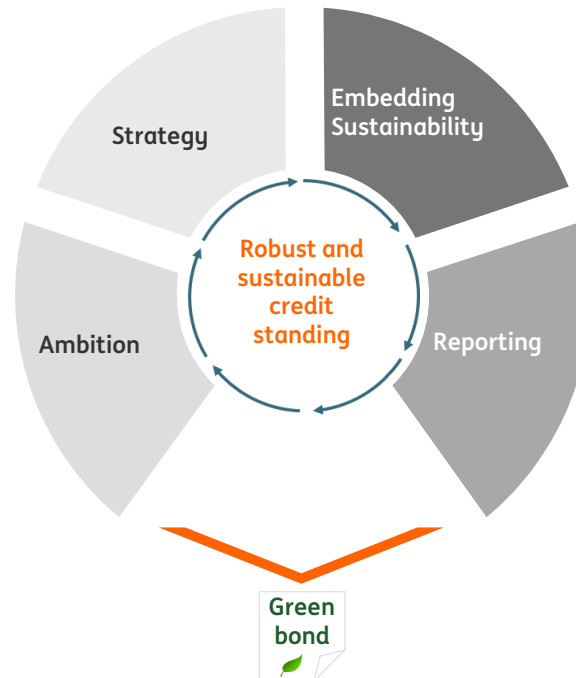 Strategy
Embedding
Sustainability
Robust and
sustainable
credit
standing
Ambition
Reporting
Green
bond